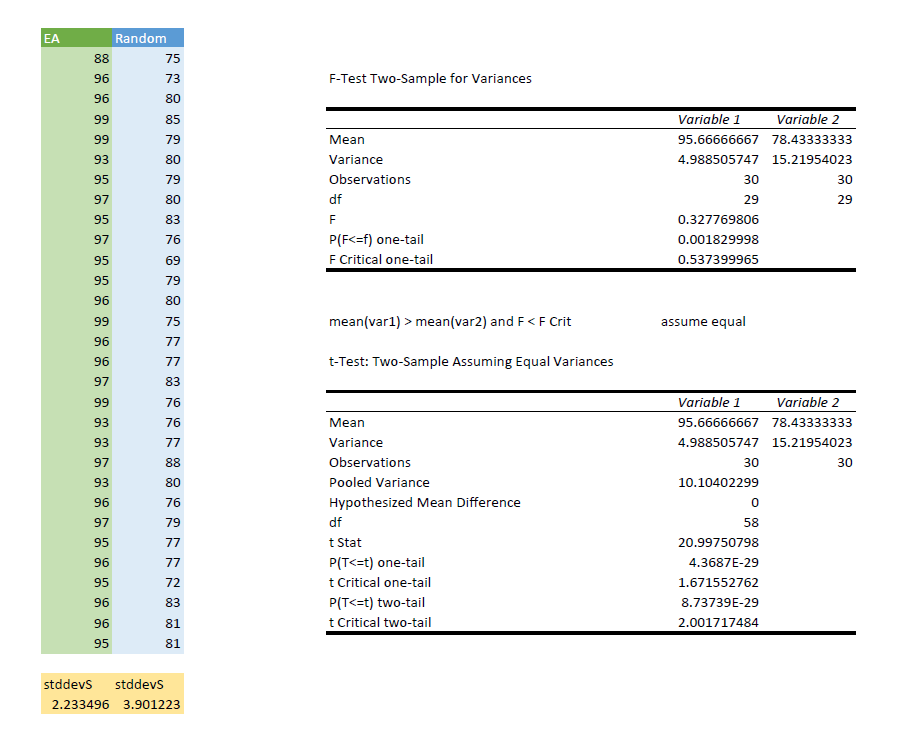 EA Random
88 75
96 73
F-Test Two-Sample for Variances
96 80
99 85
Variable 1 Variable 2
99 79
Mean 95.66666667 78.43333333
93 80
Variance 4.988505747 15.21954023
95 79
Observations 30 30
97 80
df 29 29
95 83
F 0.327769806
97 76
P(F<=f) one-tail 0.001829998
95 69
F Critical one-tail 0.537399965
95 79
96 80
99 75
mean(var1) > mean(var2) and F < F Crit assume equal
96 77
96 77
t-Test: Two-Sample Assuming Equal Variances
97 83
99 76
Variable 1 Variable 2
93 76
Mean 95.66666667 78.43333333
93 77
Variance 4.988505747 15.21954023
97 88
Observations 30 30
93 80
Pooled Variance 10.10402299
96 76
Hypothesized Mean Difference 0
97 79
df 58
95 77
t Stat 20.99750798
96 77
P(T<=t) one-tail 4.3687E-29
95 72
t Critical one-tail 1.671552762
96 83
P(T<=t) two-tail 8.73739E-29
96 81
t Critical two-tail 2.001717484
95 81
stddevS stddevS
2.233496 3.901223